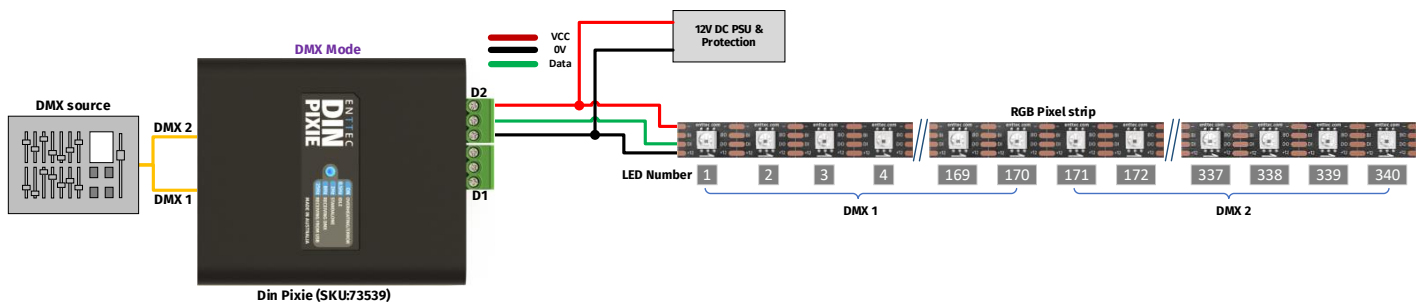 DMX Mode
VCC
0V
Data
12V DC PSU &
Protection
DMX source
DMX 2
DMX 1
D2
D1
ENTTEC
DIN
PIXIE
MADE IN AUSTRALIA
RGB Pixel strip
LED Number
1
2
3
4
169
170
171
172
337
338
339
340
DMX 1
DMX 2
Din Pixie (SKU:73539)